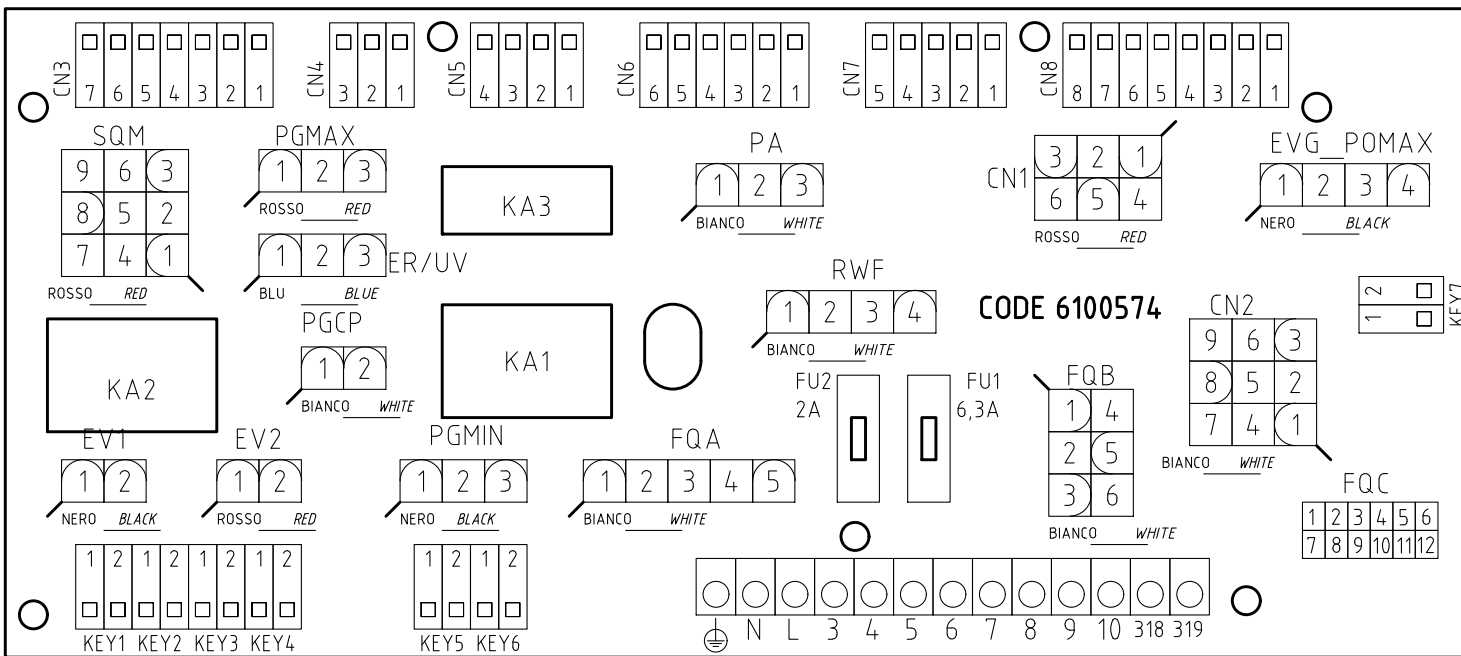 CN3 7 6 5 4 3 2 1
CN4 3 2 1
CN5 4 3 2 1
CN6 6 5 4 3 2 1
CN7 5 4 3 2 1
CN8 8 7 6 5 4 3 2 1
SQM
9 6 3
8 5 2
7 4 1
ROSSO RED
PGMAX
1 2 3
ROSSO RED
1 2 3 ER/UV
BLU BLUE
PGCP
1 2
BIANCO WHITE
KA3
KA1
KA2
PA
1 2 3
BIANCO WHITE
CN1
3 2 1
6 5 4
ROSSO RED
EVG_POMAX
1 2 3 4
NERO BLACK
RWF
1 2 3 4
BIANCO WHITE
CODE 6100574
2
1
KEY7
CN2
9 6 3
8 5 2
7 4 1
BIANCO WHITE
FU2
2A
FU1
6,3A
FQB
1 4
2 5
3 6
BIANCO WHITE
EV1
1 2
NERO BLACK
EV2
1 2
ROSSO RED
PGMIN
1 2 3
NERO BLACK
FQA
1 2 3 4 5
BIANCO WHITE
FQC
1 2 3 4 5 6
7 8 9 10 11 12
1 2 1 2 1 2 1 2
KEY1 KEY2 KEY3 KEY4
1 2 1 2
KEY5 KEY6
N L 3 4 5 6 7 8 9 10 318 319